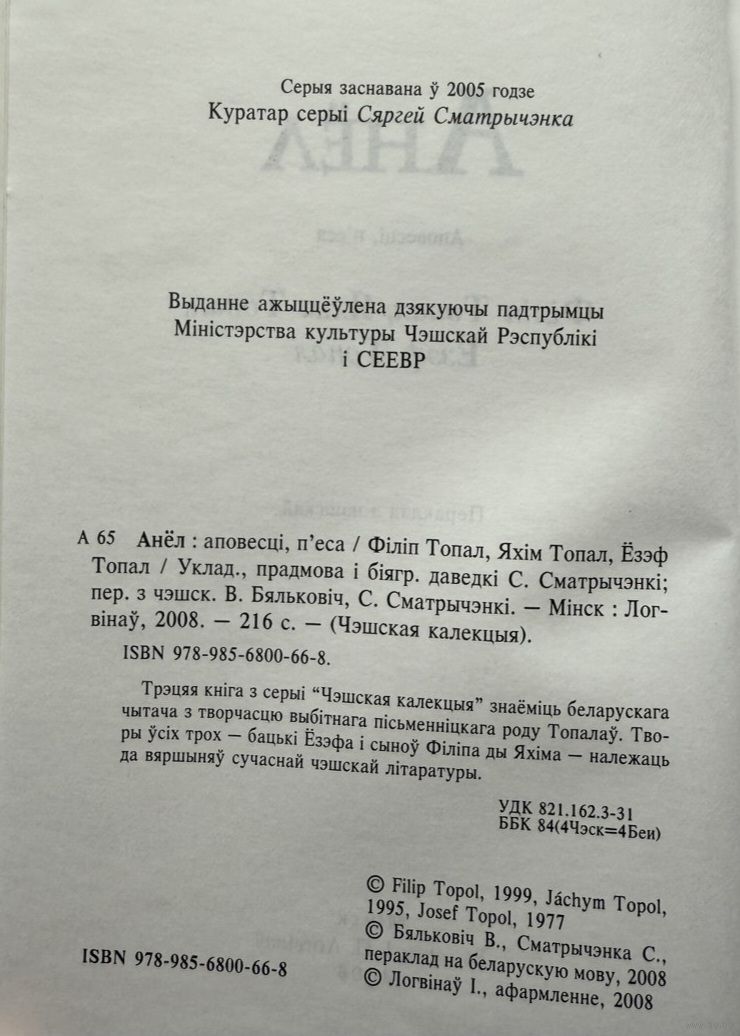 Серыя заснавана ў 2005 годзе
Куратар серыі Сяргей Сматрычэнка
Выданне ажыццёўлена дзякуючы падтрымцы
Міністэрства культуры Чэшскай Рэспублікі
і CEEBP
А 65 Анёл : аповесці, п’еса / Філіп Топал, Яхім Топал, Ёзэф
Топал / Уклад., прадмова і біягр. даведкі С. Сматрычэнкі;
пер. з чэшск. В. Бяльковіч, С. Сматрычэнкі. — Мінск : Лог-
вінаў, 2008. — 216 с. — (Чэшская калекцыя).
ISBN 978-985-6800-66-8.
Трэцяя кніга з серыі “Чэшская калекцыя” знаёміць беларускага
чытача з творчасцю выбітнага пісьменніцкага роду Топалаў. Тво-
ры ўсіх трох — бацькі Ёзэфа і сыноў Філіпа ды Яхіма — належаць
да вяршыняў сучаснай чэшскай літаратуры.
УДК 821.162.3-31
ББК 84(4Чэск=4Беи)
© Filip Topol, 1999, Jáchym Topol,
1995, Josef Topol, 1977
© Бяльковіч В., Сматрычэнка С.,
пераклад на беларускую мову, 2008
© Логвінаў І., афармленне, 2008
ISBN 978-985-6800-66-8